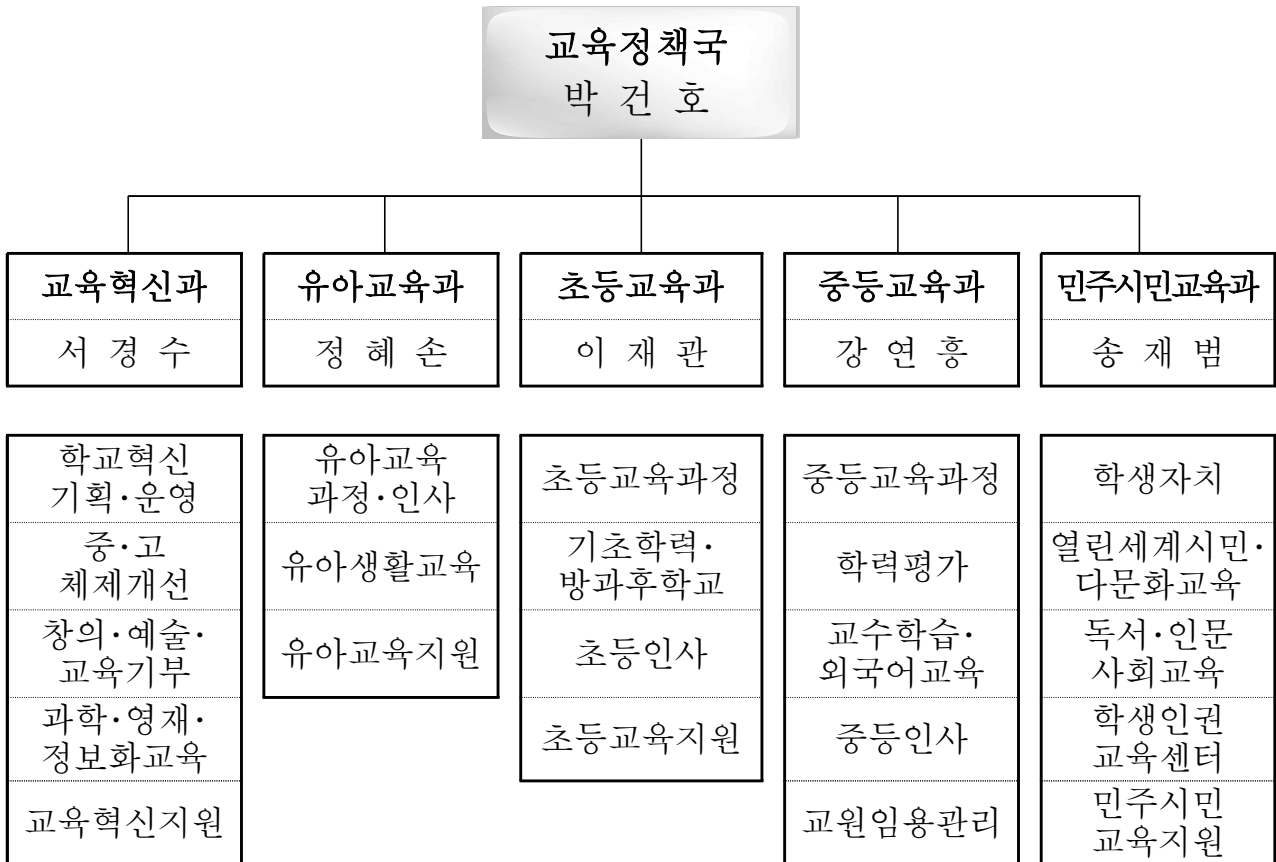 교육정책국
박 건 호
교육혁신과
서 경 수
유아교육과
정 혜 손
초등교육과
이 재 관
중등교육과
강 연 흥
민주시민교육과
송 재 범
학교혁신
기획·운영
중·고
체제개선
창의·예술·
교육기부
과학·영재·
정보화교육
교육혁신지원
유아교육
과정·인사
유아생활교육
유아교육지원
초등교육과정
기초학력·
방과후학교
초등인사
초등교육지원
중등교육과정
학력평가
교수학습·
외국어교육
중등인사
교원임용관리
학생자치
열린세계시민·
다문화교육
독서·인문
사회교육
학생인권
교육센터
민주시민
교육지원